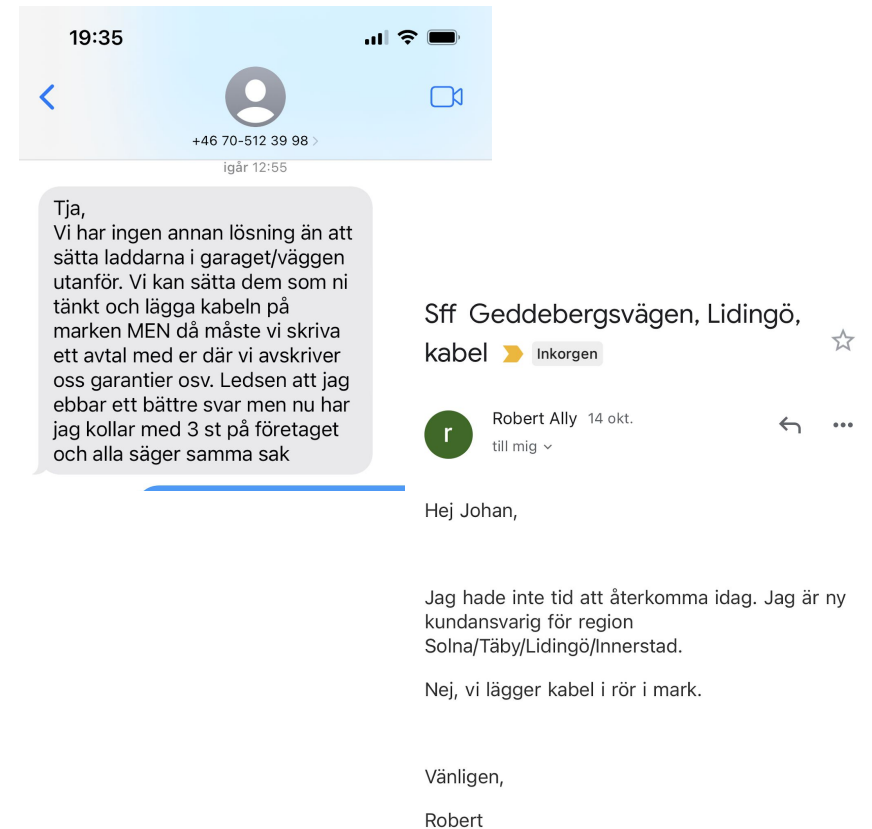 19:35
+46 70-512 39 98
igår 12:55
Tja,
Vi har ingen annan lösning än att
sätta laddarna i garaget/väggen
utanför. Vi kan sätta dem som ni
tänkt och lägga kabeln på
marken MEN då måste vi skriva
ett avtal med er där vi avskriver
oss garantier osv. Ledsen att jag
ebbar ett bättre svar men nu har
jag kollar med 3 st på företaget
och alla säger samma sak
Sff Geddebergsvägen, Lidingö,
kabel Inkorgen
r
Robert Ally 14 okt.
till mig
Hej Johan,
Jag hade inte tid att återkomma idag. Jag är ny
kundansvarig för region
Solna/Täby/Lidingö/Innerstad.
Nej, vi lägger kabel i rör i mark.
Vänligen,
Robert